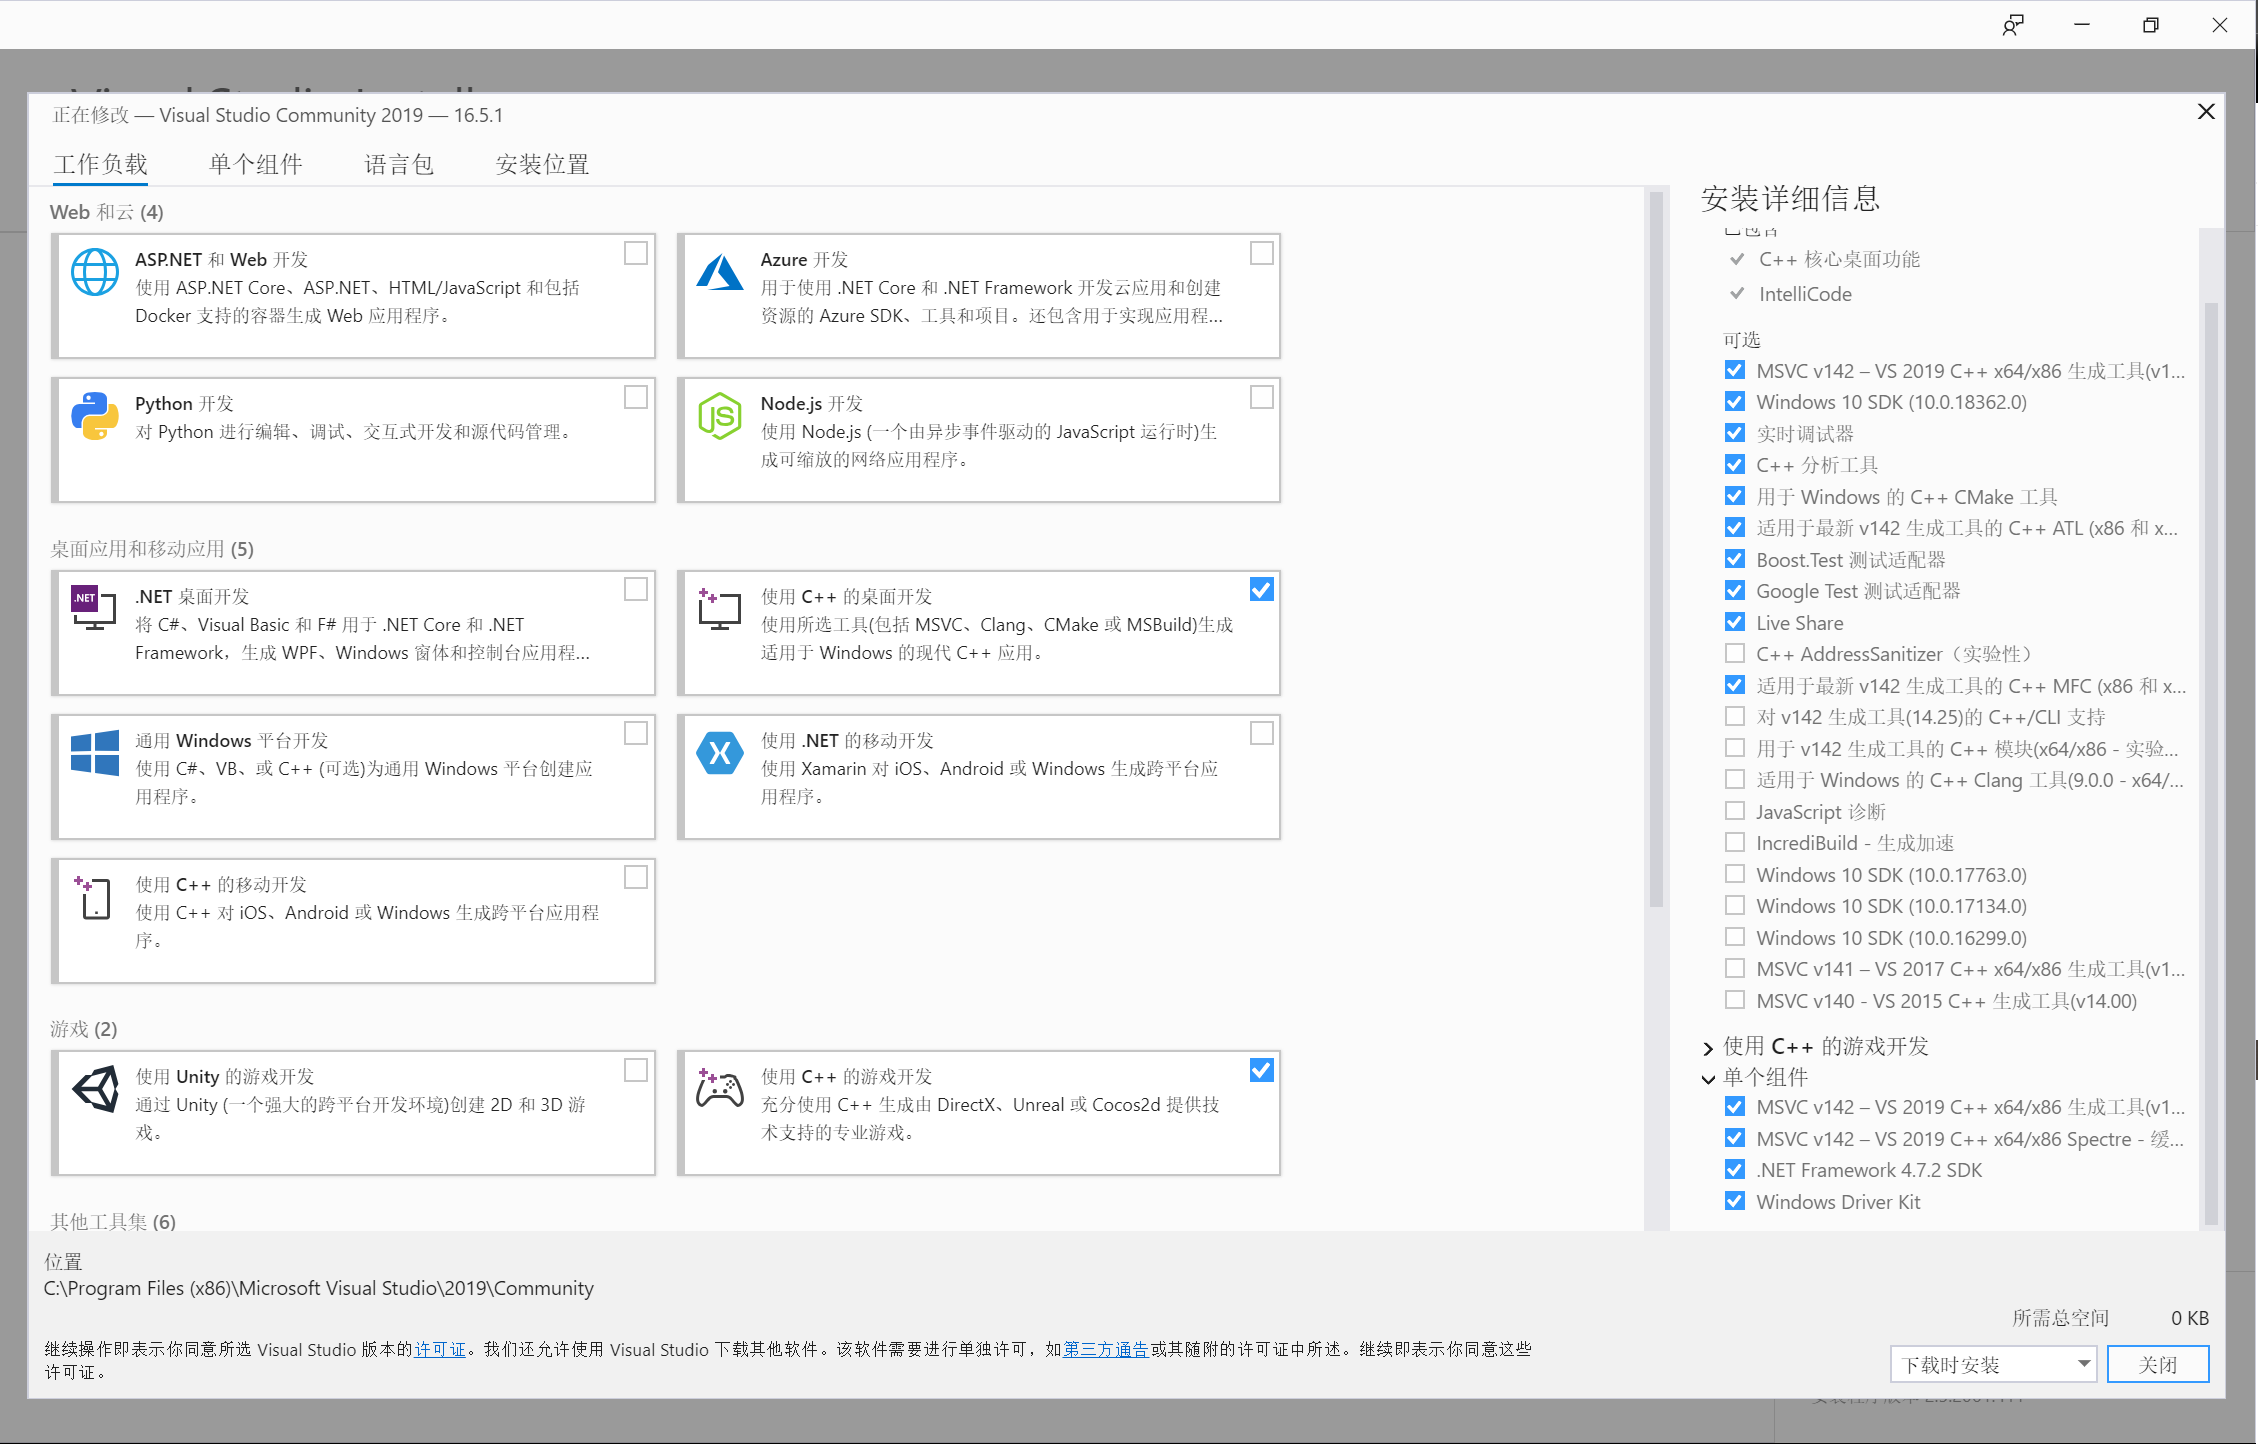 正在修改 — Visual Studio Community 2019 — 16.5.1
工作负载
单个组件
语言包
安装位置
Web 和云 (4)
ASP.NET 和 Web 开发
使用 ASP.NET Core、ASP.NET、HTML/JavaScript 和包括
Docker 支持的容器生成 Web 应用程序。
Azure 开发
用于使用 .NET Core 和 .NET Framework 开发云应用和创建
资源的 Azure SDK、工具和项目。还包含用于实现应用程...
Python 开发
对 Python 进行编辑、调试、交互式开发和源代码管理。
Node.js 开发
使用 Node.js (一个由异步事件驱动的 JavaScript 运行时)生
成可缩放的网络应用程序。
桌面应用和移动应用 (5)
.NET
.NET 桌面开发
将 C#、Visual Basic 和 F# 用于 .NET Core 和 .NET
Framework，生成 WPF、Windows 窗体和控制台应用程...
使用 C++ 的桌面开发
使用所选工具(包括 MSVC、Clang、CMake 或 MSBuild)生成
适用于 Windows 的现代 C++ 应用。
通用 Windows 平台开发
使用 C#、VB、或 C++ (可选)为通用 Windows 平台创建应
用程序。
使用 .NET 的移动开发
使用 Xamarin 对 iOS、Android 或 Windows 生成跨平台应
用程序。
使用 C++ 的移动开发
使用 C++ 对 iOS、Android 或 Windows 生成跨平台应用程
序。
游戏 (2)
使用 Unity 的游戏开发
通过 Unity (一个强大的跨平台开发环境)创建 2D 和 3D 游
戏。
使用 C++ 的游戏开发
充分使用 C++ 生成由 DirectX、Unreal 或 Cocos2d 提供技
术支持的专业游戏。
其他工具集 (6)
安装详细信息
已包含
C++ 核心桌面功能
IntelliCode
可选
MSVC v142 – VS 2019 C++ x64/x86 生成工具(v1...
Windows 10 SDK (10.0.18362.0)
实时调试器
C++ 分析工具
用于 Windows 的 C++ CMake 工具
适用于最新 v142 生成工具的 C++ ATL (x86 和 x...
Boost.Test 测试适配器
Google Test 测试适配器
Live Share
C++ AddressSanitizer（实验性）
适用于最新 v142 生成工具的 C++ MFC (x86 和 x...
对 v142 生成工具(14.25)的 C++/CLI 支持
用于 v142 生成工具的 C++ 模块(x64/x86 - 实验...
适用于 Windows 的 C++ Clang 工具(9.0.0 - x64/...
JavaScript 诊断
IncrediBuild - 生成加速
Windows 10 SDK (10.0.17763.0)
Windows 10 SDK (10.0.17134.0)
Windows 10 SDK (10.0.16299.0)
MSVC v141 – VS 2017 C++ x64/x86 生成工具(v1...
MSVC v140 - VS 2015 C++ 生成工具(v14.00)
使用 C++ 的游戏开发
单个组件
MSVC v142 – VS 2019 C++ x64/x86 生成工具(v1...
MSVC v142 – VS 2019 C++ x64/x86 Spectre - 缓...
.NET Framework 4.7.2 SDK
Windows Driver Kit
位置
C:\Program Files (x86)\Microsoft Visual Studio\2019\Community
所需总空间 0 KB
继续操作即表示你同意所选 Visual Studio 版本的许可证。我们还允许使用 Visual Studio 下载其他软件。该软件需要进行单独许可，如第三方通告或其随附的许可证中所述。继续即表示你同意这些
许可证。
下载时安装
关闭